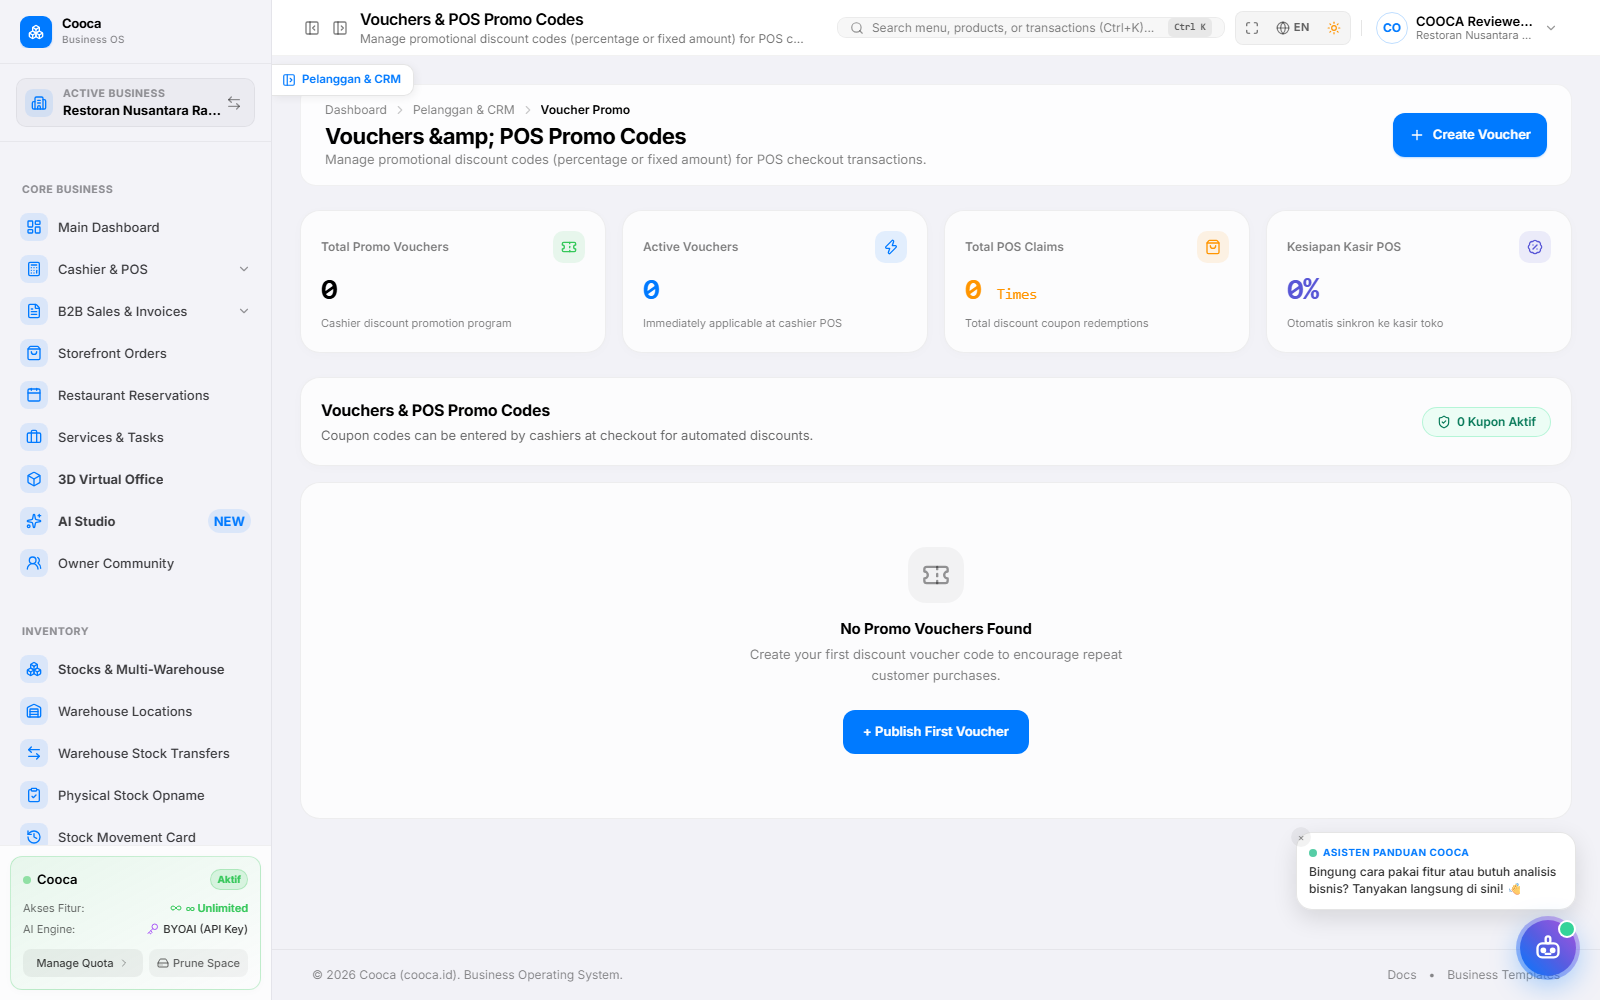 Cooca
Business OS
ACTIVE BUSINESS
Restoran Nusantara Ra...
CORE BUSINESS
Main Dashboard
Cashier & POS
B2B Sales & Invoices
Storefront Orders
Restaurant Reservations
Services & Tasks
3D Virtual Office
AI Studio NEW
Owner Community
INVENTORY
Stocks & Multi-Warehouse
Warehouse Locations
Warehouse Stock Transfers
Physical Stock Opname
Stock Movement Card
Cooca Aktif
Akses Fitur: ∞ Unlimited
AI Engine: BYOAI (API Key)
Manage Quota Prune Space
Vouchers & POS Promo Codes
Manage promotional discount codes (percentage or fixed amount) for POS c...
Search menu, products, or transactions (Ctrl+K)... Ctrl K
EN
CO COCA Reviewe...
Restoran Nusantara ...
Pelanggan & CRM
Dashboard Pelanggan & CRM Voucher Promo
Vouchers &amp; POS Promo Codes
Manage promotional discount codes (percentage or fixed amount) for POS checkout transactions.
+ Create Voucher
Total Promo Vouchers
0
Cashier discount promotion program
Active Vouchers
0
Immediately applicable at cashier POS
Total POS Claims
0 Times
Total discount coupon redemptions
Kesiapan Kasir POS
0%
Otomatis sinkron ke kasir toko
Vouchers & POS Promo Codes
Coupon codes can be entered by cashiers at checkout for automated discounts.
0 Kupon Aktif
No Promo Vouchers Found
Create your first discount voucher code to encourage repeat
customer purchases.
+ Publish First Voucher
ASISTEN PANDUAN COOCA
Bingung cara pakai fitur atau butuh analisis
bisnis? Tanyakan langsung di sini! 👋
© 2026 Cooca (cooca.id). Business Operating System.
Docs • Business Templates